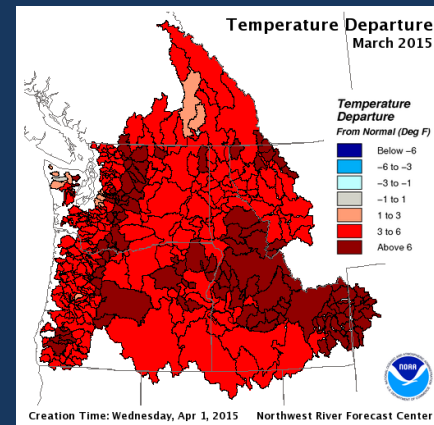 Temperature Departure
March 2015
Temperature
Departure
From Normal (Deg F)
Below -6
-6 to -3
-3 to -1
-1 to 1
1 to 3
3 to 6
Above 6
NOAA
Creation Time: Wednesday, Apr 1, 2015 Northwest River Forecast Center